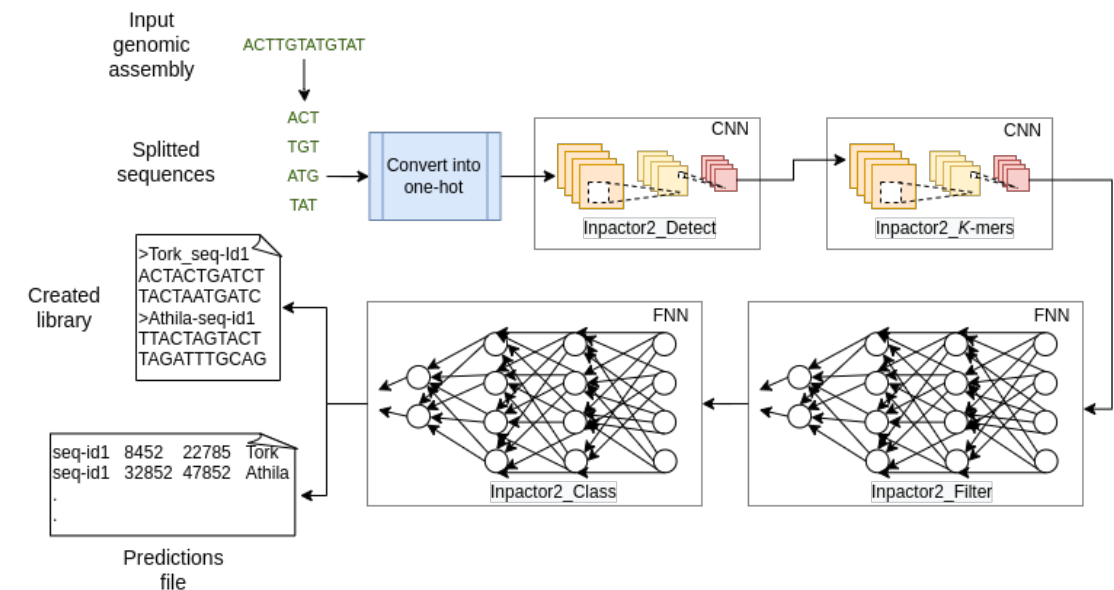 Input
genomic
assembly
ACTTGTATGTAT
Splitted
sequences
ACT
TGT
ATG
TAT
Convert into
one-hot
CNN
Inpactor2_Detect
CNN
Inpactor2_K-mers
Created
library
>Tork_seq-Id1
ACTACTGATCT
TACTAATGATC
>Athila-seq-id1
TTACTAGTACT
TAGATTTGCAG
FNN
Inpactor2_Class
FNN
Inpactor2_Filter
seq-id1 8452 22785 Tork
seq-id1 32852 47852 Athila
.
.
Predictions
file